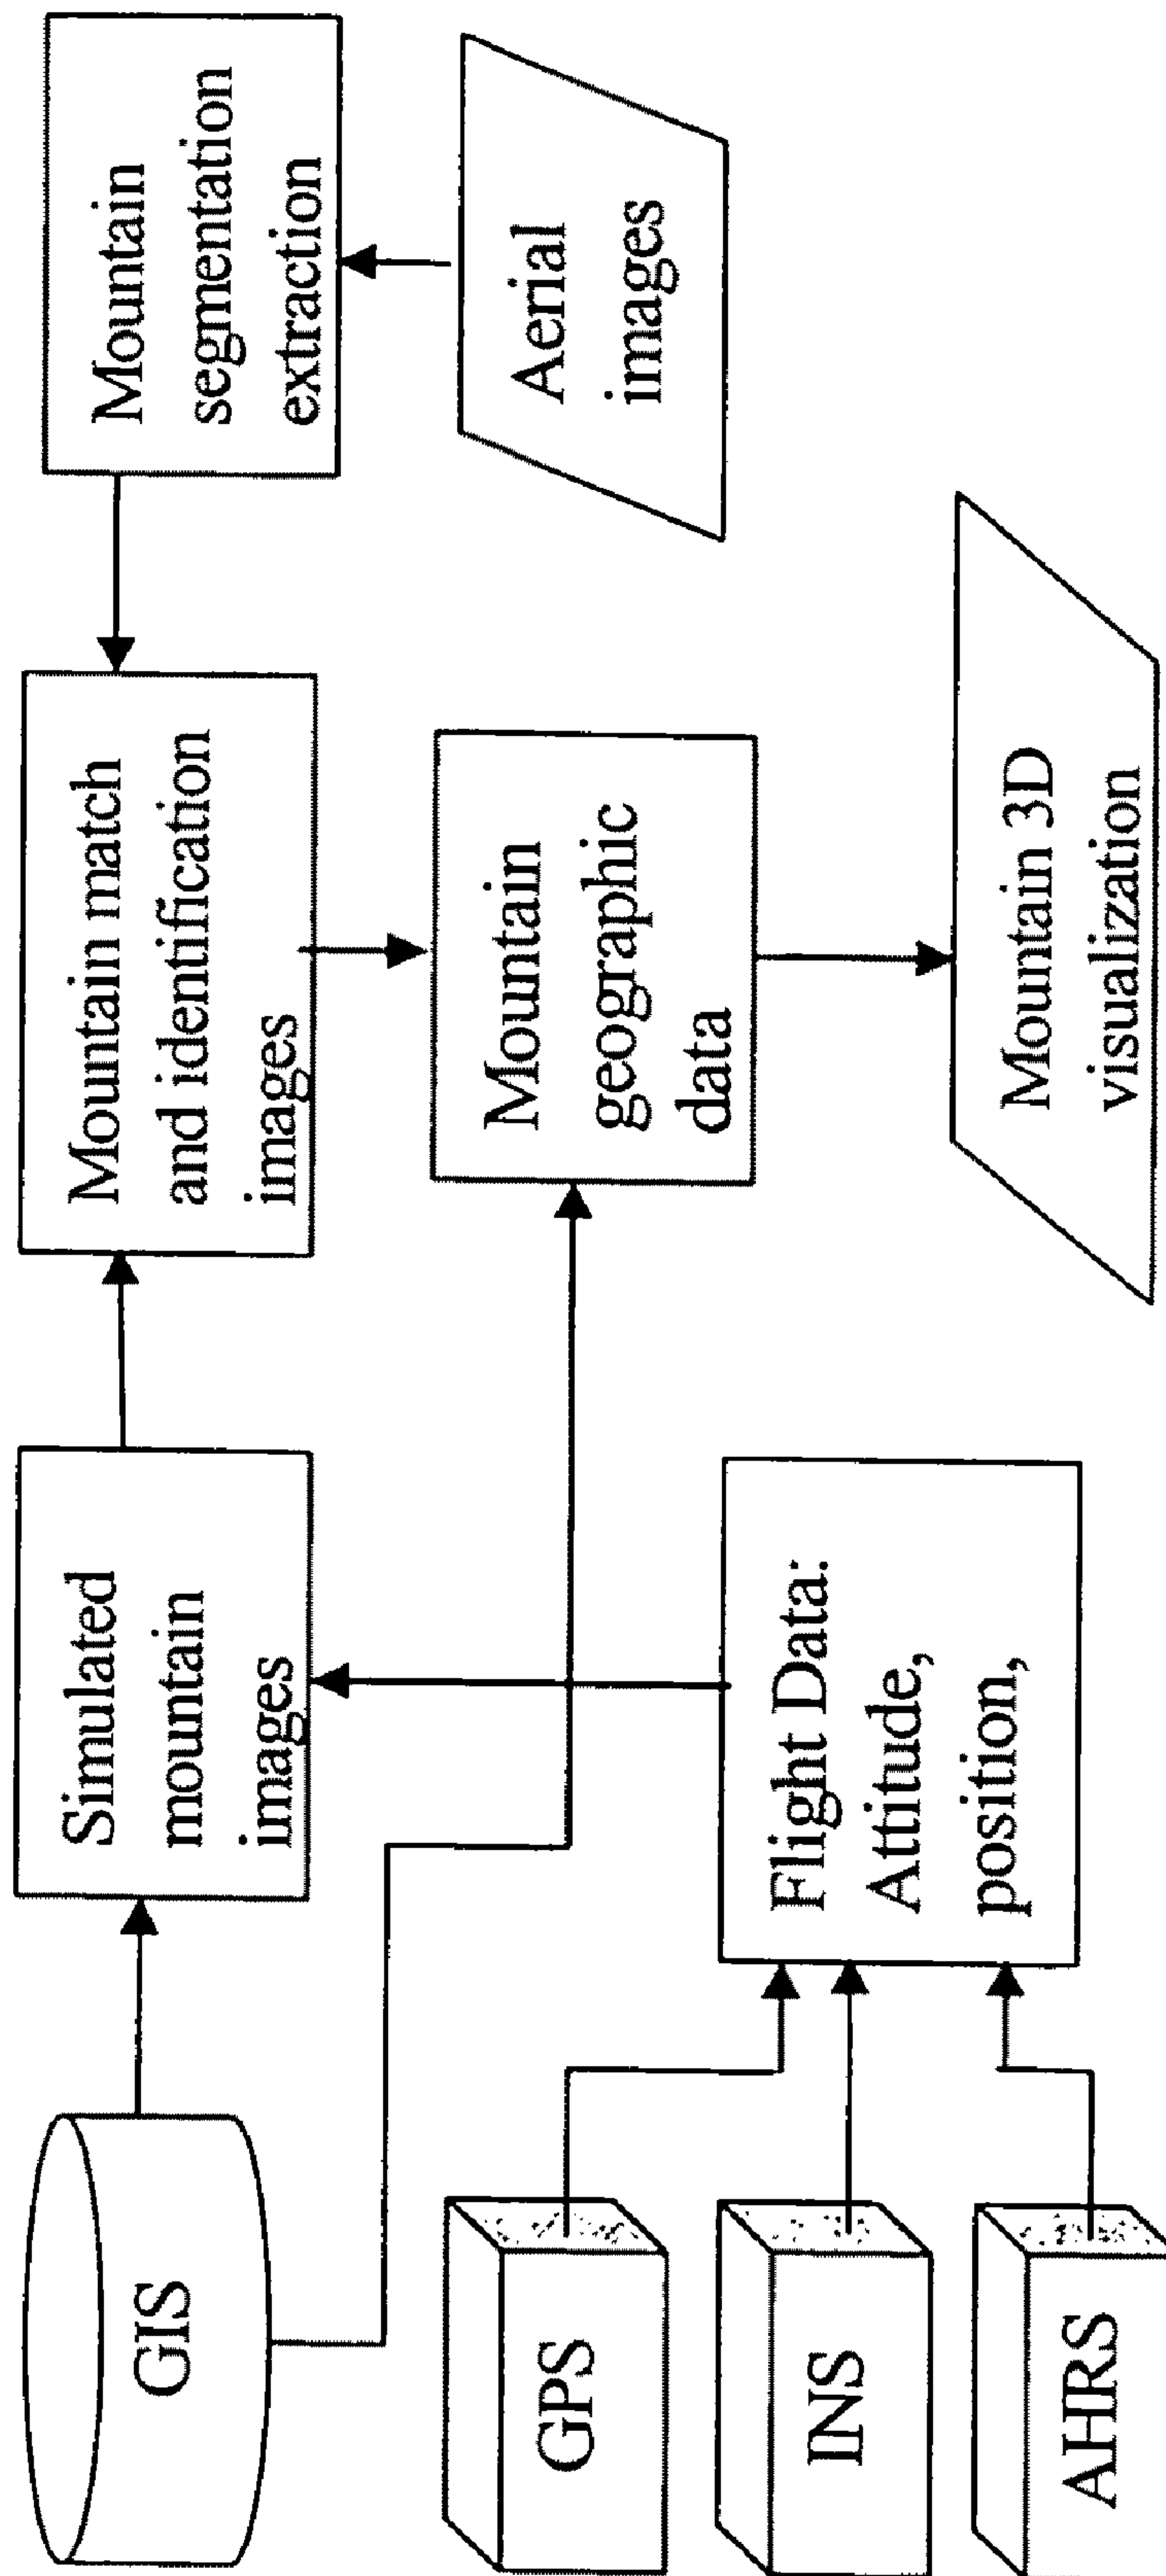 GIS
Simulated
mountain
images
Mountain match
and identification
images
Mountain
segmentation
extraction
GPS
INS
AHRS
Flight Data:
Attitude,
position,
Mountain
geographic
data
Aerial
images
Mountain 3D
visualization